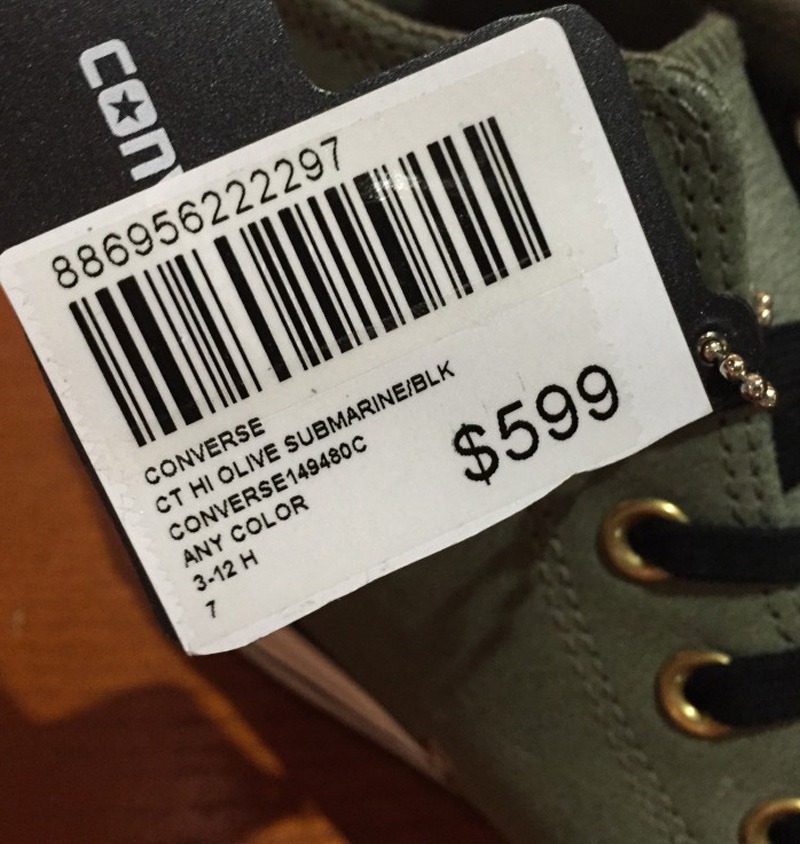 CON
886956222297
CONVERSE
CT HI OLIVE SUBMARINE/BLK
CONVERSE149480C
ANY COLOR
3-12 H
7
$599